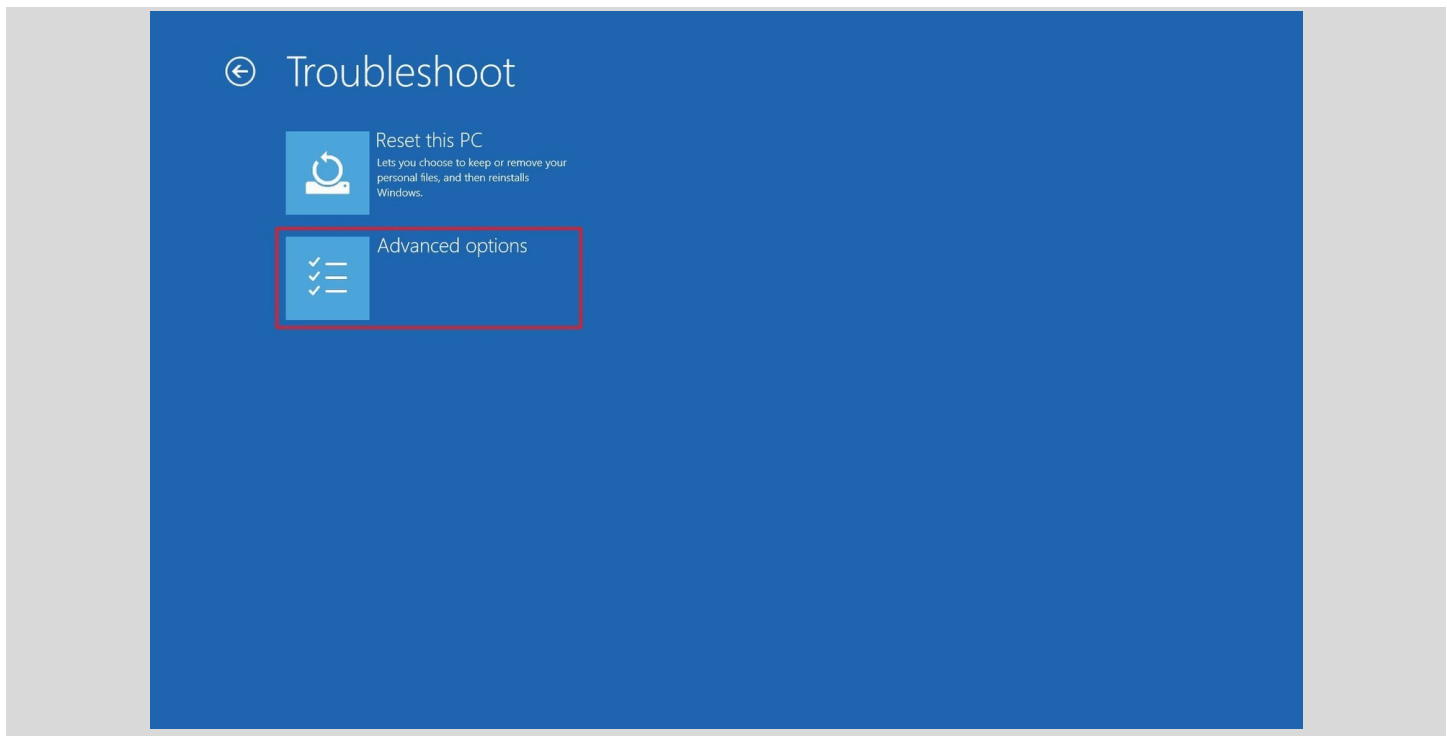 Troubleshoot
Reset this PC
Lets you choose to keep or remove your
personal files, and then reinstalls
Windows.
Advanced options